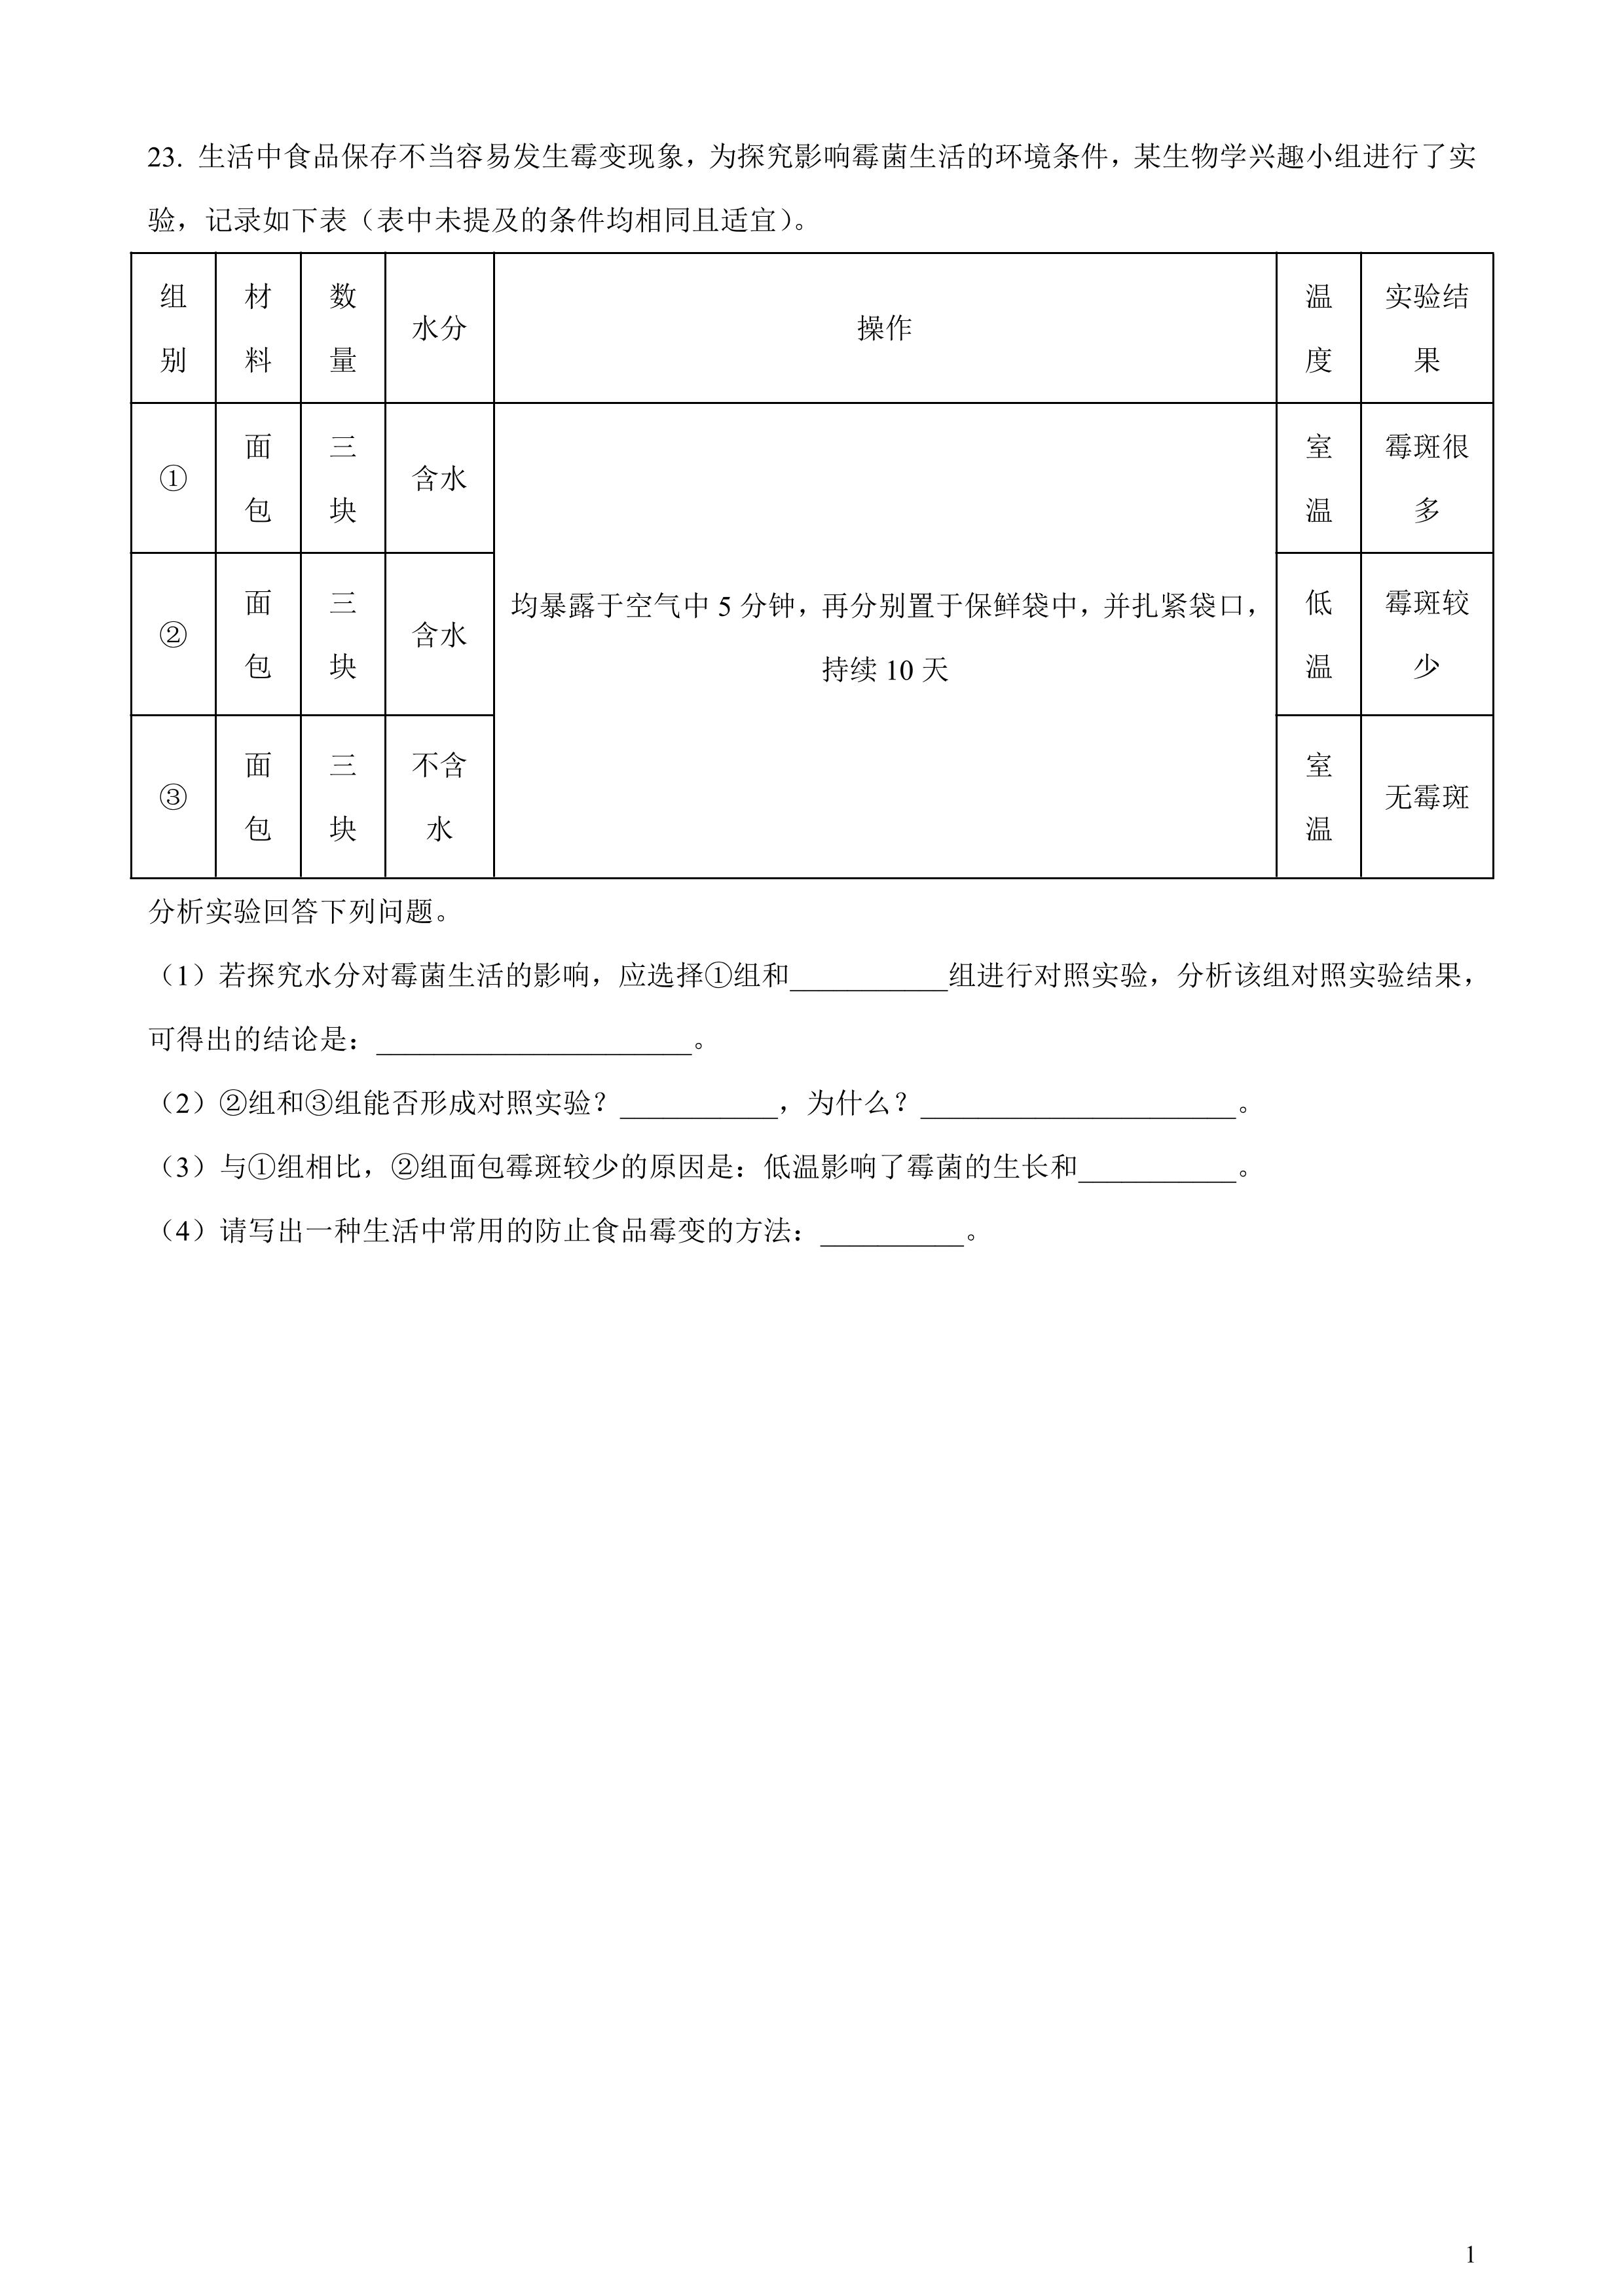 23. 生活中食品保存不当容易发生霉变现象，为探究影响霉菌生活的环境条件，某生物学兴趣小组进行了实
验，记录如下表（表中未提及的条件均相同且适宜）。
组别 材料 数量 水分 操作 温度 实验结果
① 面包 三块 含水 室温 霉斑很多
均暴露于空气中 5 分钟，再分别置于保鲜袋中，并扎紧袋口，
持续 10 天
② 面包 三块 含水 低温 霉斑较少
③ 面包 三块 不含水 室温 无霉斑
分析实验回答下列问题。
（1）若探究水分对霉菌生活的影响，应选择①组和___________组进行对照实验，分析该组对照实验结果，
可得出的结论是：______________________。
（2）②组和③组能否形成对照实验？___________，为什么？______________________。
（3）与①组相比，②组面包霉斑较少的原因是：低温影响了霉菌的生长和___________。
（4）请写出一种生活中常用的防止食品霉变的方法：__________。
1